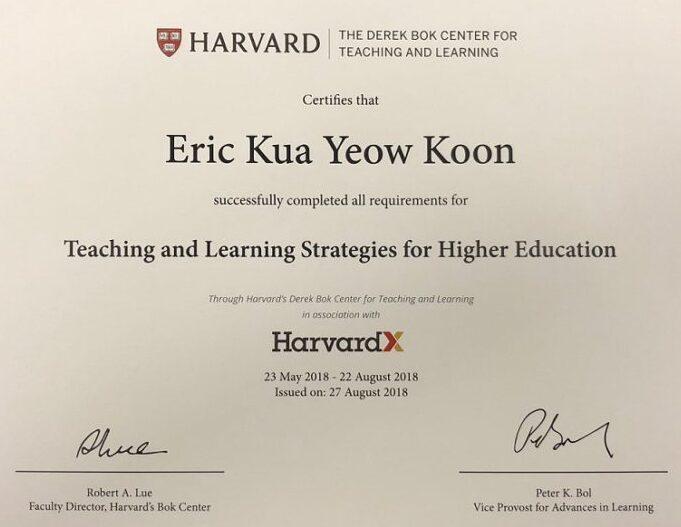 HARVARD
THE DEREK BOK CENTER FOR
TEACHING AND LEARNING
Certifies that
Eric Kua Yeow Koon
successfully completed all requirements for
Teaching and Learning Strategies for Higher Education
Through Harvard's Derek Bok Center for Teaching and Learning
in association with
HarvardX
23 May 2018 - 22 August 2018
Issued on: 27 August 2018
Robert A. Lue
Faculty Director, Harvard's Bok Center
Peter K. Bol
Vice Provost for Advances in Learning